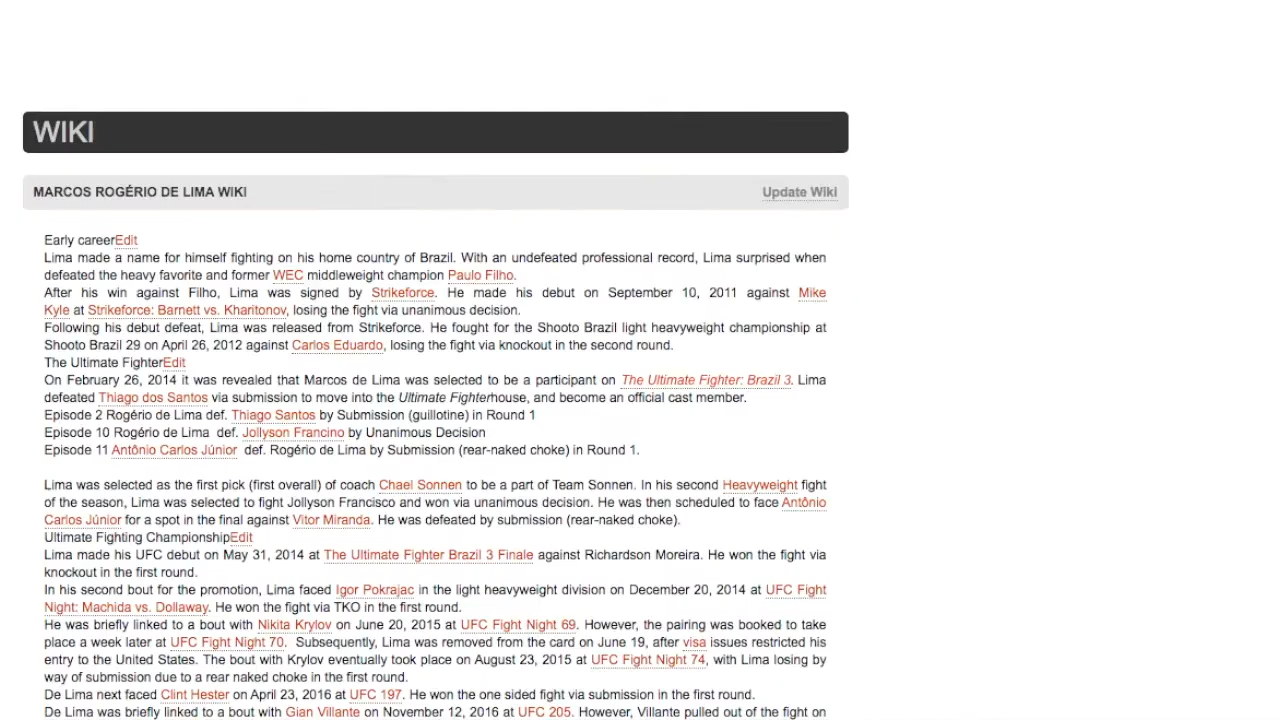 WIKI
MARCOS ROGÉRIO DE LIMA WIKI Update Wiki
Early careerEdit
Lima made a name for himself fighting on his home country of Brazil. With an undefeated professional record, Lima surprised when
defeated the heavy favorite and former WEC middleweight champion Paulo Filho.
After his win against Filho, Lima was signed by Strikeforce. He made his debut on September 10, 2011 against Mike
Kyle at Strikeforce: Barnett vs. Kharitonov, losing the fight via unanimous decision.
Following his debut defeat, Lima was released from Strikeforce. He fought for the Shooto Brazil light heavyweight championship at
Shooto Brazil 29 on April 26, 2012 against Carlos Eduardo, losing the fight via knockout in the second round.
The Ultimate FighterEdit
On February 26, 2014 it was revealed that Marcos de Lima was selected to be a participant on The Ultimate Fighter: Brazil 3. Lima
defeated Thiago dos Santos via submission to move into the Ultimate Fighterhouse, and become an official cast member.
Episode 2 Rogério de Lima def. Thiago Santos by Submission (guillotine) in Round 1
Episode 10 Rogério de Lima def. Jollyson Francino by Unanimous Decision
Episode 11 Antônio Carlos Júnior def. Rogério de Lima by Submission (rear-naked choke) in Round 1.
Lima was selected as the first pick (first overall) of coach Chael Sonnen to be a part of Team Sonnen. In his second Heavyweight fight
of the season, Lima was selected to fight Jollyson Francisco and won via unanimous decision. He was then scheduled to face Antônio
Carlos Júnior for a spot in the final against Vitor Miranda. He was defeated by submission (rear-naked choke).
Ultimate Fighting ChampionshipEdit
Lima made his UFC debut on May 31, 2014 at The Ultimate Fighter Brazil 3 Finale against Richardson Moreira. He won the fight via
knockout in the first round.
In his second bout for the promotion, Lima faced Igor Pokrajac in the light heavyweight division on December 20, 2014 at UFC Fight
Night: Machida vs. Dollaway. He won the fight via TKO in the first round.
He was briefly linked to a bout with Nikita Krylov on June 20, 2015 at UFC Fight Night 69. However, the pairing was booked to take
place a week later at UFC Fight Night 70. Subsequently, Lima was removed from the card on June 19, after visa issues restricted his
entry to the United States. The bout with Krylov eventually took place on August 23, 2015 at UFC Fight Night 74, with Lima losing by
way of submission due to a rear naked choke in the first round.
De Lima next faced Clint Hester on April 23, 2016 at UFC 197. He won the one sided fight via submission in the first round.
De Lima was briefly linked to a bout with Gian Villante on November 12, 2016 at UFC 205. However, Villante pulled out of the fight on